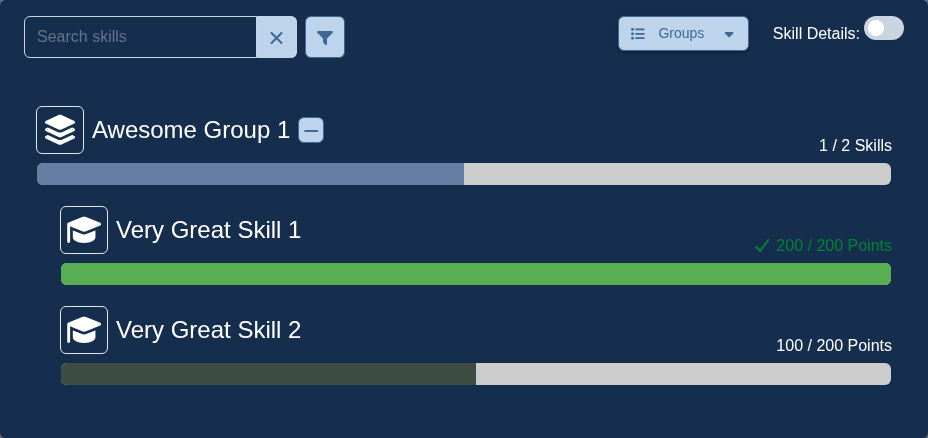 Search skills
Groups
Skill Details:
Awesome Group 1
1 / 2 Skills
Very Great Skill 1
200 / 200 Points
Very Great Skill 2
100 / 200 Points